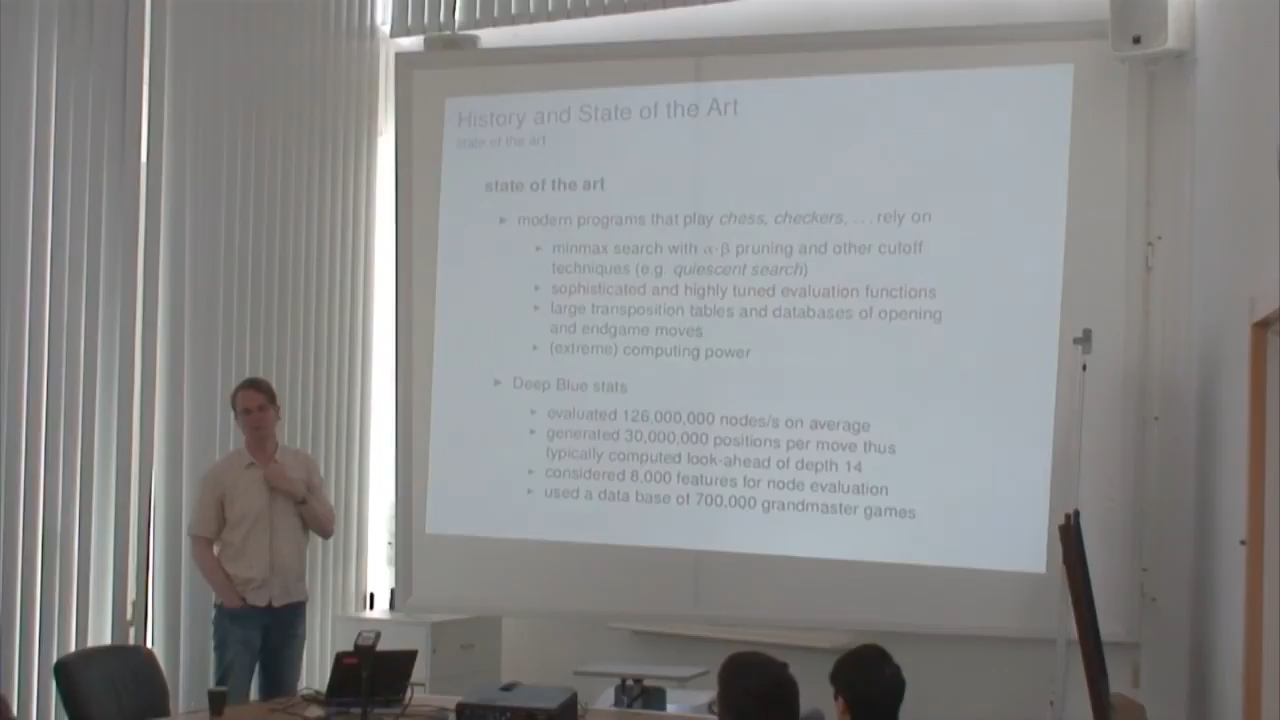 History and State of the Art
state of the art
state of the art
► modern programs that play chess, checkers, ... rely on
► minmax search with α-β pruning and other cutoff
techniques (e.g. quiescent search)
► sophisticated and highly tuned evaluation functions
► large transposition tables and databases of opening
and endgame moves
► (extreme) computing power
► Deep Blue stats
► evaluated 126,000,000 nodes/s on average
► generated 30,000,000 positions per move thus
typically computed look-ahead of depth 14
► considered 8,000 features for node evaluation
► used a data base of 700,000 grandmaster games